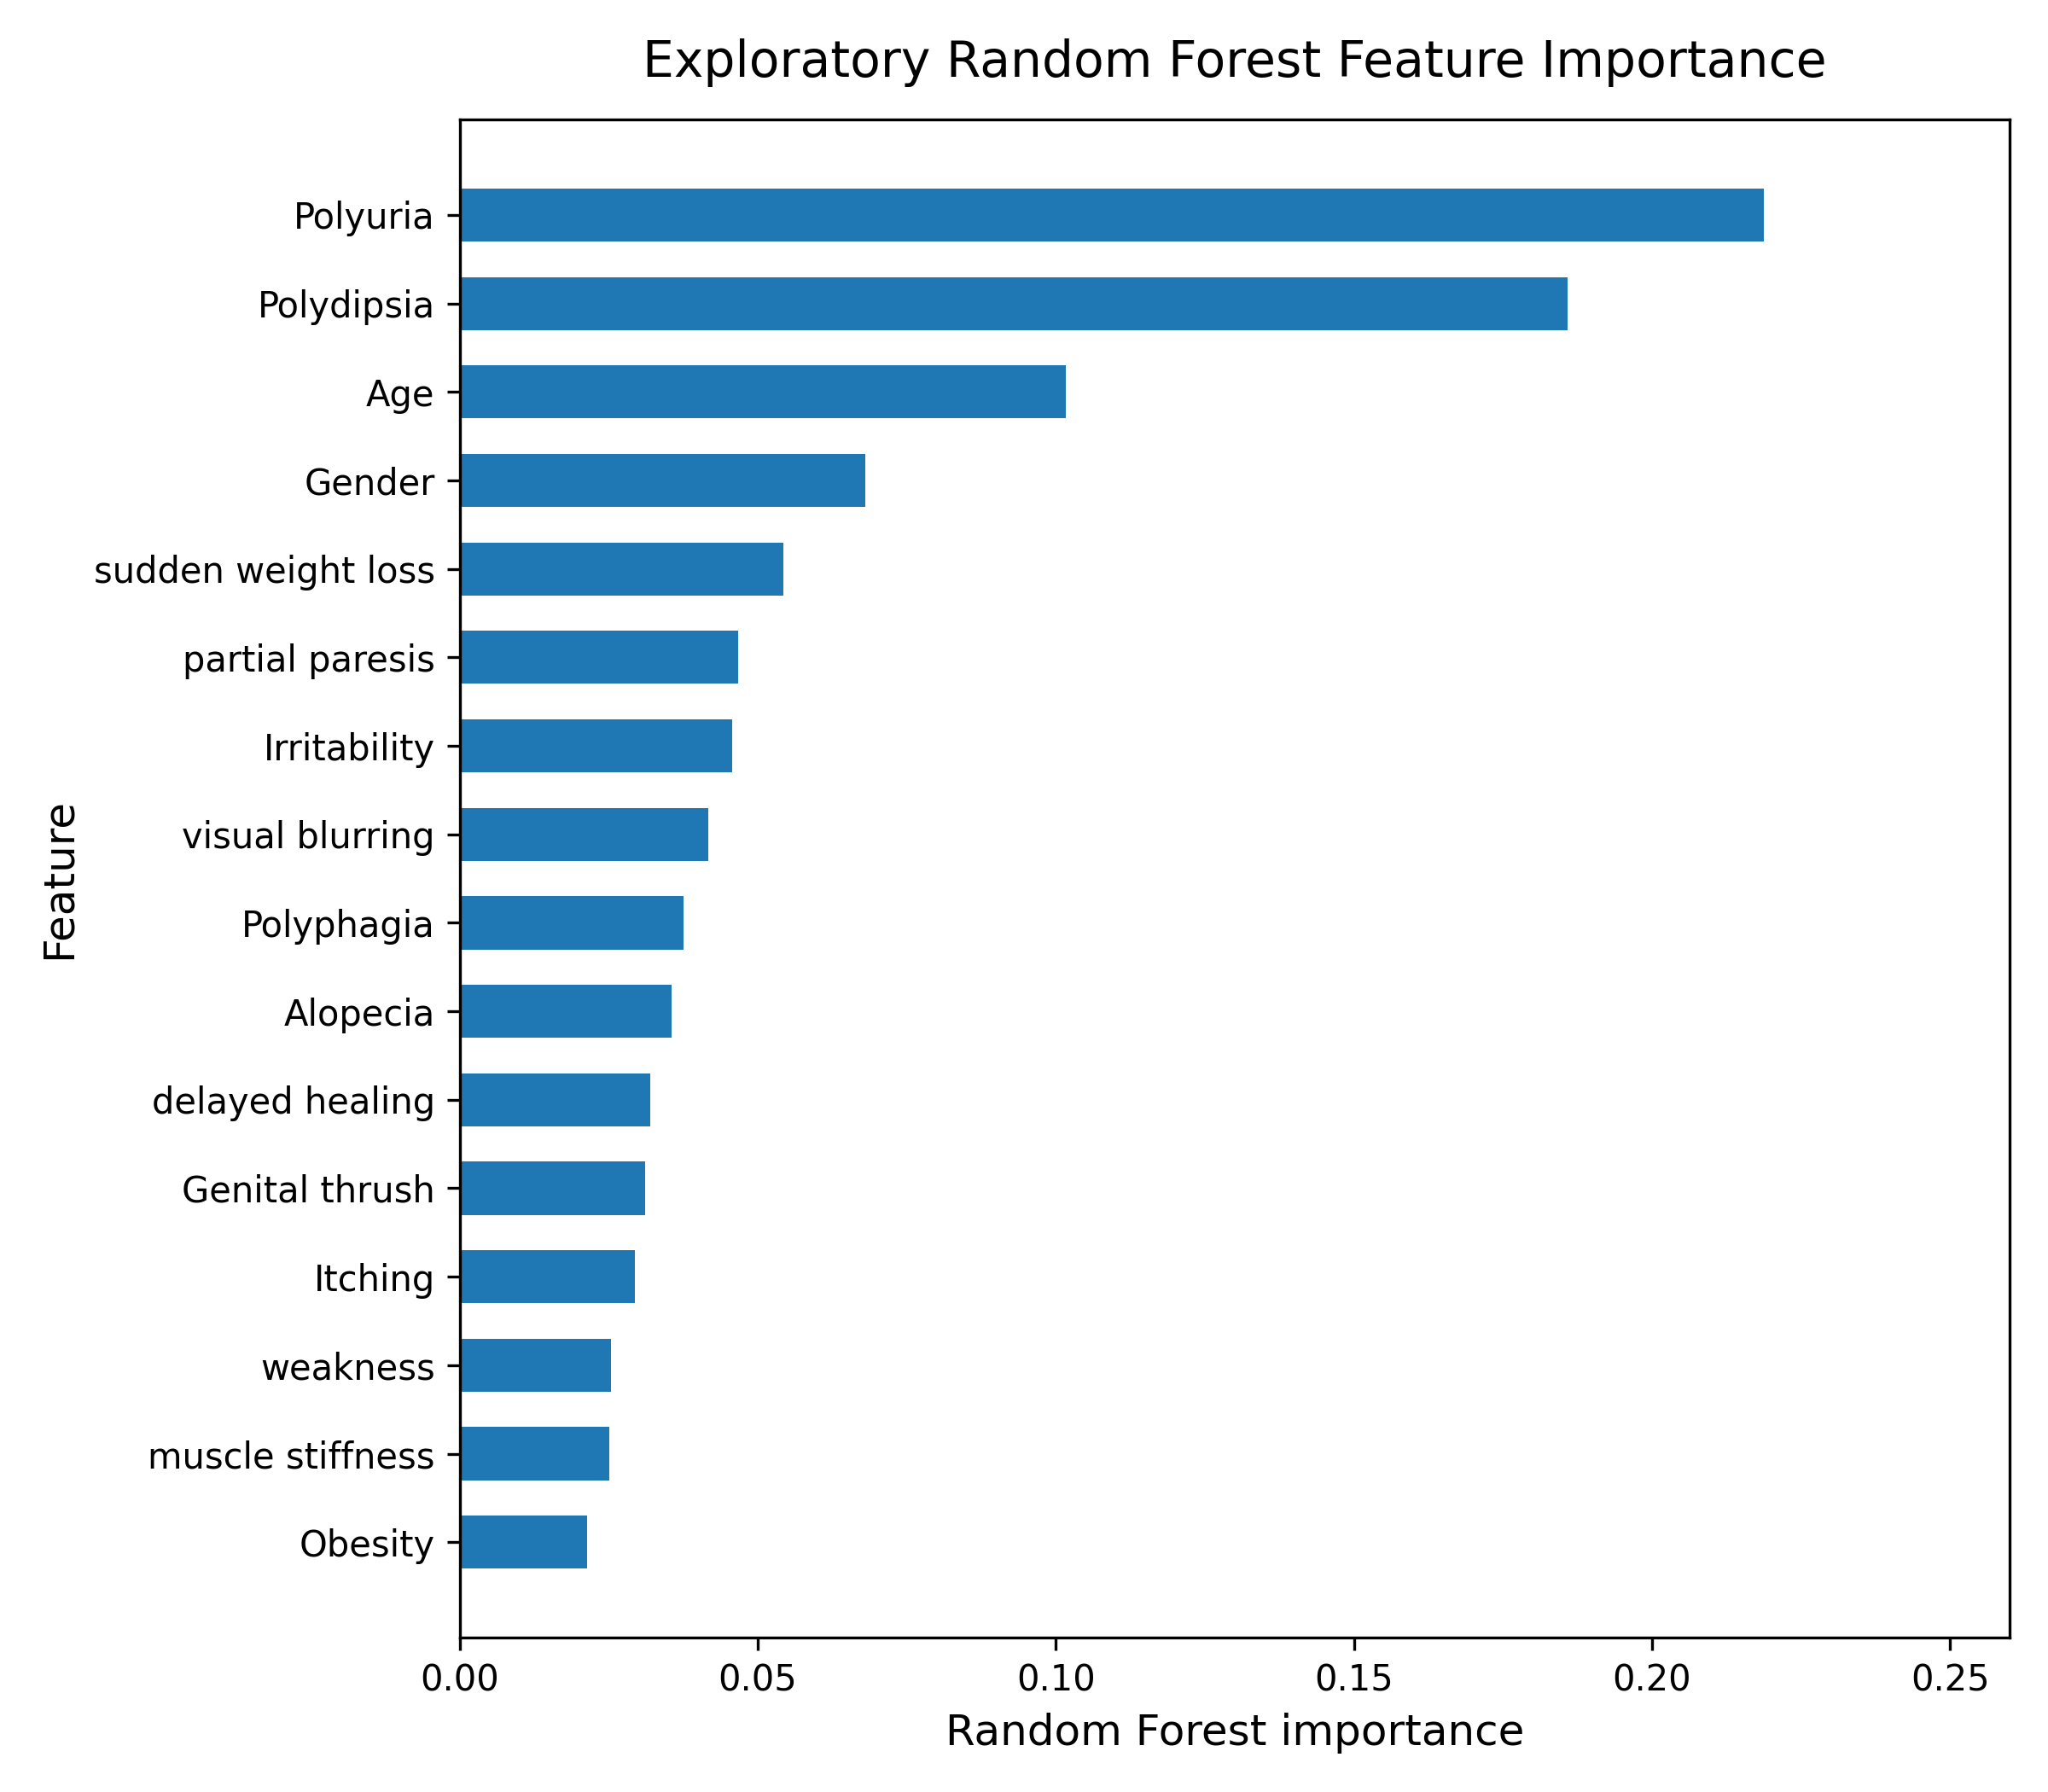 Exploratory Random Forest Feature Importance
Polyuria
Polydipsia
Age
Gender
sudden weight loss
partial paresis
Irritability
visual blurring
Polyphagia
Alopecia
delayed healing
Genital thrush
Itching
weakness
muscle stiffness
Obesity
Feature
0.00 0.05 0.10 0.15 0.20 0.25
Random Forest importance